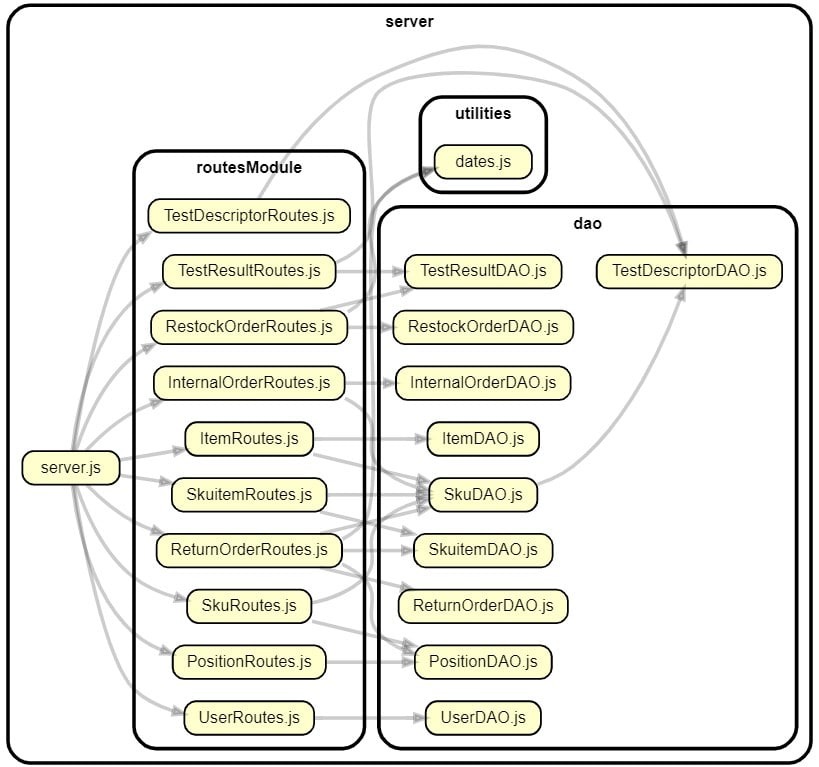 server
utilities
dates.js
routesModule
TestDescriptorRoutes.js
dao
TestResultRoutes.js
TestResultDAO.js
TestDescriptorDAO.js
RestockOrderRoutes.js
RestockOrderDAO.js
InternalOrderRoutes.js
InternalOrderDAO.js
ItemRoutes.js
ItemDAO.js
server.js
SkuitemRoutes.js
SkuDAO.js
ReturnOrderRoutes.js
SkuitemDAO.js
SkuRoutes.js
ReturnOrderDAO.js
PositionRoutes.js
PositionDAO.js
UserRoutes.js
UserDAO.js